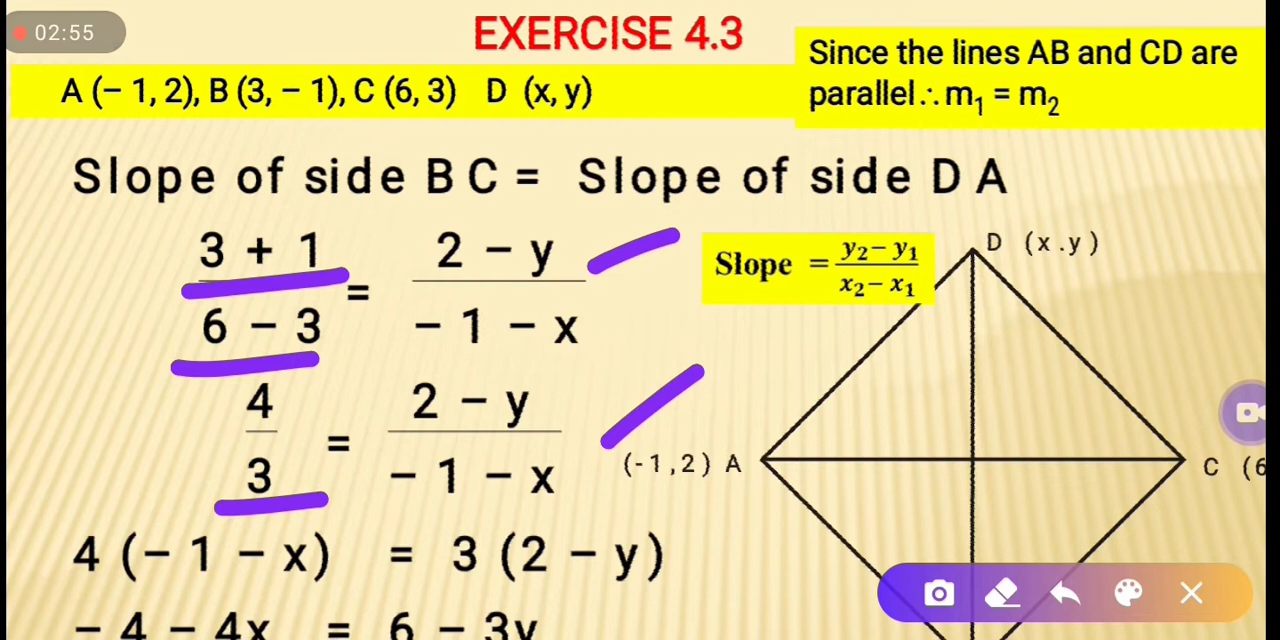 02:55
EXERCISE 4.3
Since the lines AB and CD are
parallel ∴ m₁ = m₂
A (– 1, 2), B (3, – 1), C (6, 3) D (x, y)
Slope of side B C = Slope of side D A
3 + 1 / 6 – 3 = 2 – y / – 1 – x
Slope = y₂ – y₁ / x₂ – x₁
D (x .y )
4 / 3 = 2 – y / – 1 – x
(-1,2) A
C (6
4 (– 1 – x) = 3 (2 – y)
– 4 – 4x = 6 – 3y